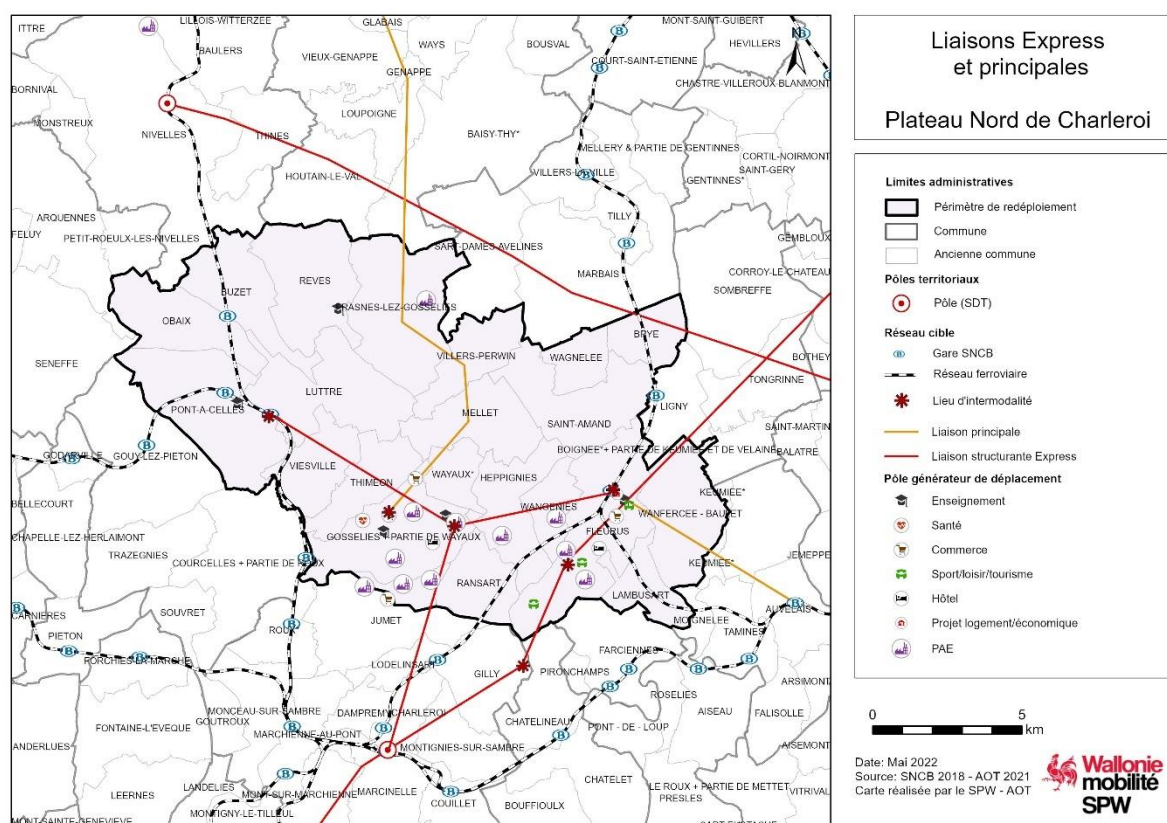 ITTRE
LILLOIS-WITTERZEE
GLABAIS
MONT-SAINT-GUIBERT
BAULERS
WAYS
BOUSVAL
N
HEVILLERS
VIEUX-GENAPPE
GENAPPE
COURT-SAINT-ETIENNE
CHASTRE-VILLEROUX-BLANMONT
BORNIVAL
MONSTREUX
NIVELLES
THINES
LOUPOIGNE
BAISY-THY*
MELLERY & PARTIE DE GENTINNES
CORTIL-NOIRMONT
SAINT-GERY
HOUTAIN-LE-VAL
VILLERS-LA-VILLE
GENTINNES*
ARQUENNES
FELUY
PETIT-ROEULX-LES-NIVELLES
TILLY
SART-DAMES-AVELINES
GEMBLOUX
MARBAIS
CORROY-LE-CHATEAU
SOMBREFFE
REVES
BUZET
OBAIX
FRASNES-LEZ-GOSSELIES
BRYE
SENEFFE
VILLERS-PERWIN
WAGNELEE
BOTHEY
TONGRINNE
LUTTRE
PONT-A-CELLES
MELLET
LIGNY
SAINT-AMAND
SAINT-MARTIN
BALATRE
GODARVILLE
GOUY-LEZ-PIETON
BOIGNEE*+ PARTIE DE KEUMIEE ET DE VELAINE
VIESVILLE
THIMEON
WAYAUX*
HEPPIGNIES
KEUMIEE*
BELLECOURT
WANGENIES
WANFERCEE - BAULET
CHAPELLE-LEZ-HERLAIMONT
GOSSELIES + PARTIE DE WAYAUX
FLEURUS
JEMEPPE
TRAZEGNIES
COURCELLES + PARTIE DE ROUX
KEUMIEE*
RANSART
LAMBUSART
CARNIERES
SOUVRET
JUMET
AUVELAIS
MOIGNELEE
PIETON
ROUX
TAMINES
FORCHIES-LA-MARCHE
LODELINSART
GILLY
FARCIENNES
PIRONCHAMPS
ARSIMONT
ROSELIES
FONTAINE-L'EVEQUE
MONCEAU-SUR-SAMBRE
GOUTROUX
DAMPREMY
CHARLEROI
CHATELINEAU
AISEAU
FALISOLLE
MARCHIENNE-AU-PONT
PONT - DE - LOUP
ANDERLUES
MONTIGNIES-SUR-SAMBRE
AISEMONT
LANDELIES
MARCINELLE
CHATELET
LEERNES
MONT-SUR-MARCHIENNE
COUILLET
LE ROUX + PARTIE DE METTET
BOUFFIOULX
PRESLES
VITRIVAL
MONTIGNY-LE-TILLEUL
MONT-SAINTE-GENEVIEVE
Liaisons Express
et principales
Plateau Nord de Charleroi
Limites administratives
Périmètre de redéploiement
Commune
Ancienne commune
Pôles territoriaux
Pôle (SDT)
Réseau cible
Gare SNCB
Réseau ferroviaire
Lieu d'intermodalité
Liaison principale
Liaison structurante Express
Pôle générateur de déplacement
Enseignement
Santé
Commerce
Sport/loisir/tourisme
Hôtel
Projet logement/économique
PAE
0 5
km
Date: Mai 2022
Source: SNCB 2018 - AOT 2021
Carte réalisée par le SPW - AOT
Wallonie
mobilité
SPW